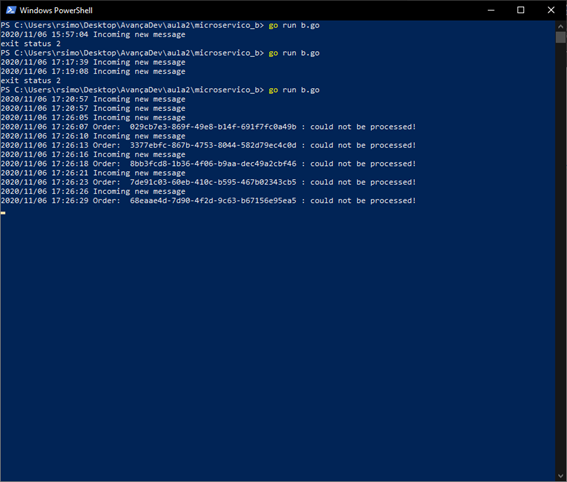 Windows PowerShell
PS C:\Users\rsimo\Desktop\AvançaDev\aula2\microservico_b> go run b.go
2020/11/06 15:57:04 Incoming new message
exit status 2
PS C:\Users\rsimo\Desktop\AvançaDev\aula2\microservico_b> go run b.go
2020/11/06 17:17:39 Incoming new message
2020/11/06 17:19:08 Incoming new message
exit status 2
PS C:\Users\rsimo\Desktop\AvançaDev\aula2\microservico_b> go run b.go
2020/11/06 17:20:57 Incoming new message
2020/11/06 17:20:57 Incoming new message
2020/11/06 17:26:05 Incoming new message
2020/11/06 17:26:07 Order:  029cb7e3-869f-49e8-b14f-691f7fc0a49b : could not be processed!
2020/11/06 17:26:10 Incoming new message
2020/11/06 17:26:13 Order:  3377ebfc-867b-4753-8044-582d79ec4c0d : could not be processed!
2020/11/06 17:26:16 Incoming new message
2020/11/06 17:26:18 Order:  8bb3fcd8-1b36-4f06-b9aa-dec49a2cbf46 : could not be processed!
2020/11/06 17:26:21 Incoming new message
2020/11/06 17:26:23 Order:  7de91c03-60eb-410c-b595-467b02343cb5 : could not be processed!
2020/11/06 17:26:26 Incoming new message
2020/11/06 17:26:29 Order:  68eaae4d-7d90-4f2d-9c63-b67156e95ea5 : could not be processed!